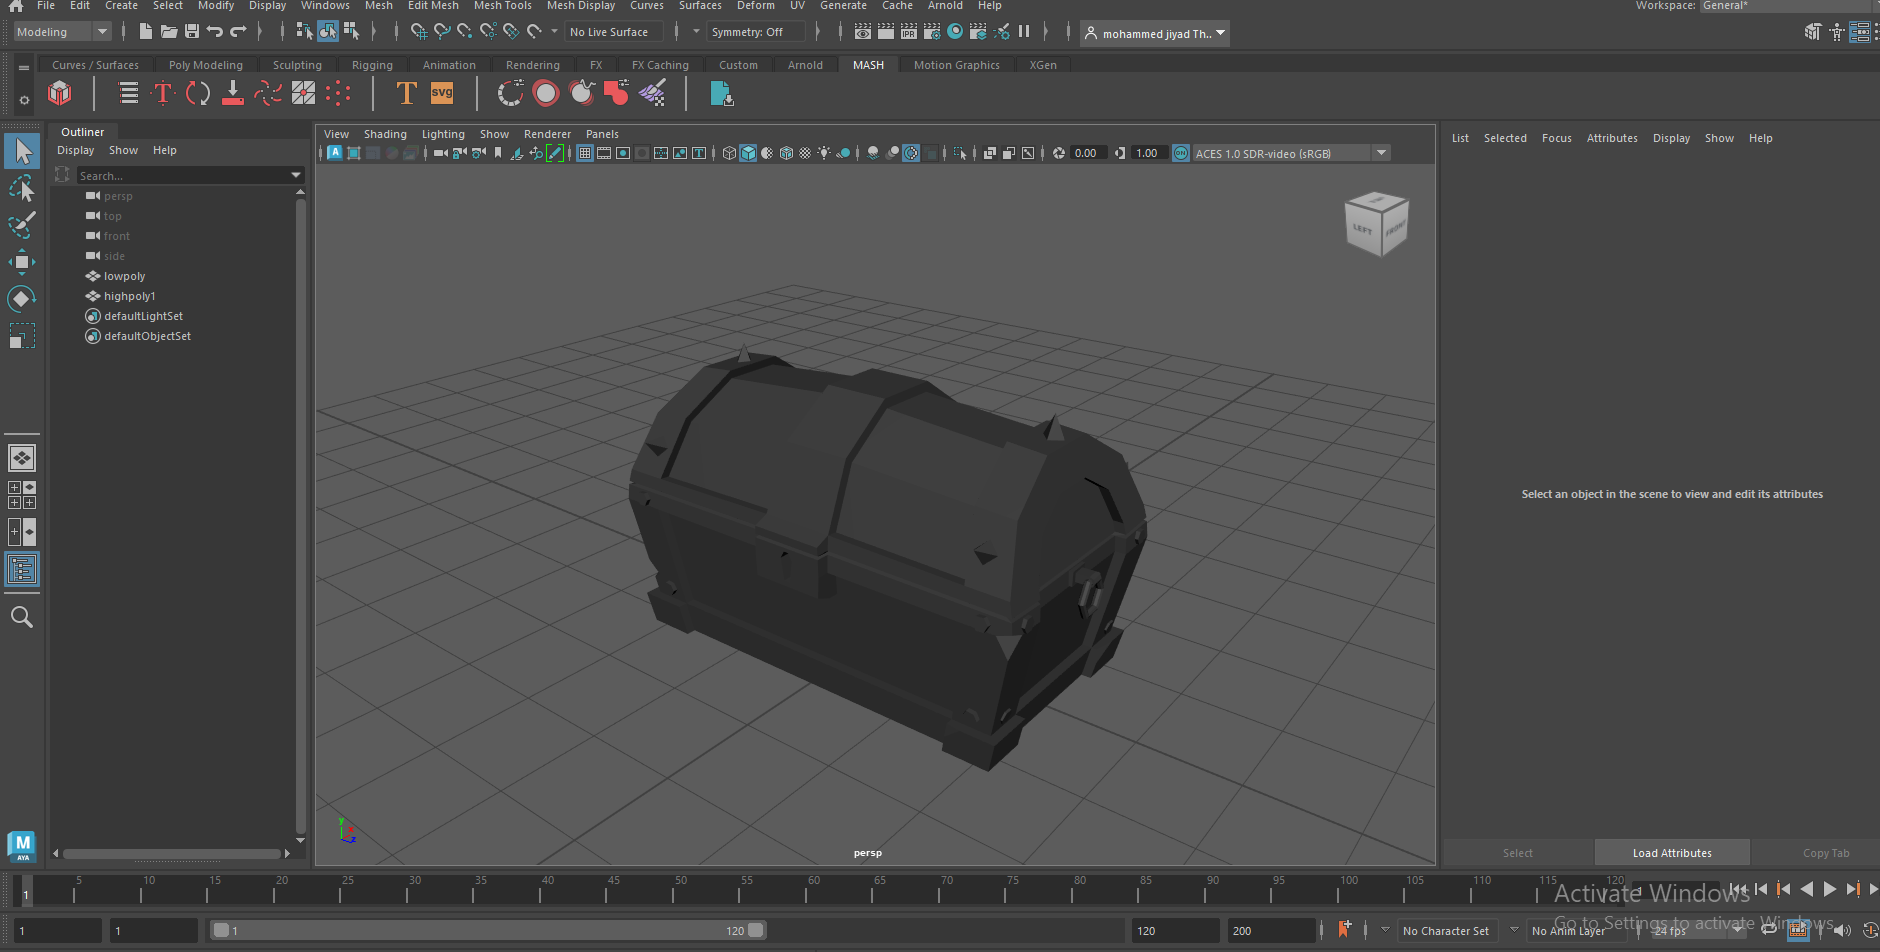 File Edit Create Select Modify Display Windows Mesh Edit Mesh Mesh Tools Mesh Display Curves Surfaces Deform UV Generate Cache Arnold Help Workspace: General*
Modeling No Live Surface Symmetry: Off mohammed jiyad Th..
IPR
Curves / Surfaces Poly Modeling Sculpting Rigging Animation Rendering FX FX Caching Custom Arnold MASH Motion Graphics XGen
T T svg
Outliner
Display Show Help
Search...
persp
top
front
side
lowpoly
highpoly1
defaultLightSet
defaultObjectSet
View Shading Lighting Show Renderer Panels
0.00 1.00 ON ACES 1.0 SDR-video (sRGB)
LEFT FRONT
y
x
z
persp
List Selected Focus Attributes Display Show Help
Select an object in the scene to view and edit its attributes
Select Load Attributes Copy Tab
M
AYA
5 10 15 20 25 30 35 40 45 50 55 60 65 70 75 80 85 90 95 100 105 110 115 120
1
Activate Windows
Go to Settings to activate Windows.
1 1 1 120 120 200 No Character Set No Anim Layer 24 fps